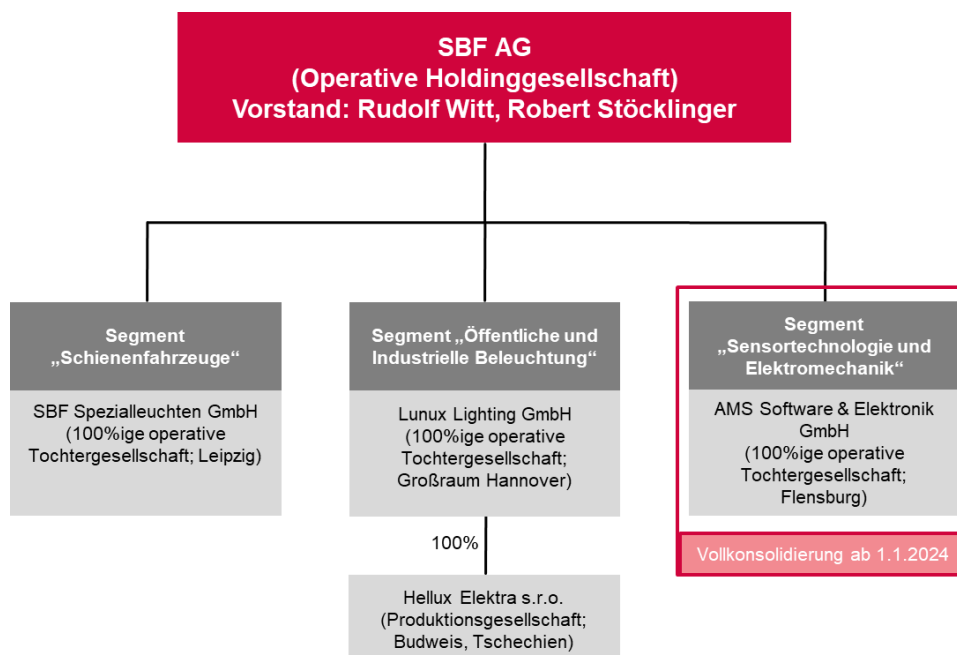 SBF AG
(Operative Holdinggesellschaft)
Vorstand: Rudolf Witt, Robert Stöcklinger
Segment
„Schienenfahrzeuge“
SBF Spezialleuchten GmbH
(100%ige operative
Tochtergesellschaft; Leipzig)
Segment „Öffentliche und
Industrielle Beleuchtung“
Lunux Lighting GmbH
(100%ige operative
Tochtergesellschaft;
Großraum Hannover)
100%
Hellux Elektra s.r.o.
(Produktionsgesellschaft;
Budweis, Tschechien)
Segment
„Sensortechnologie und
Elektromechanik“
AMS Software & Elektronik
GmbH
(100%ige operative
Tochtergesellschaft;
Flensburg)
Vollkonsolidierung ab 1.1.2024